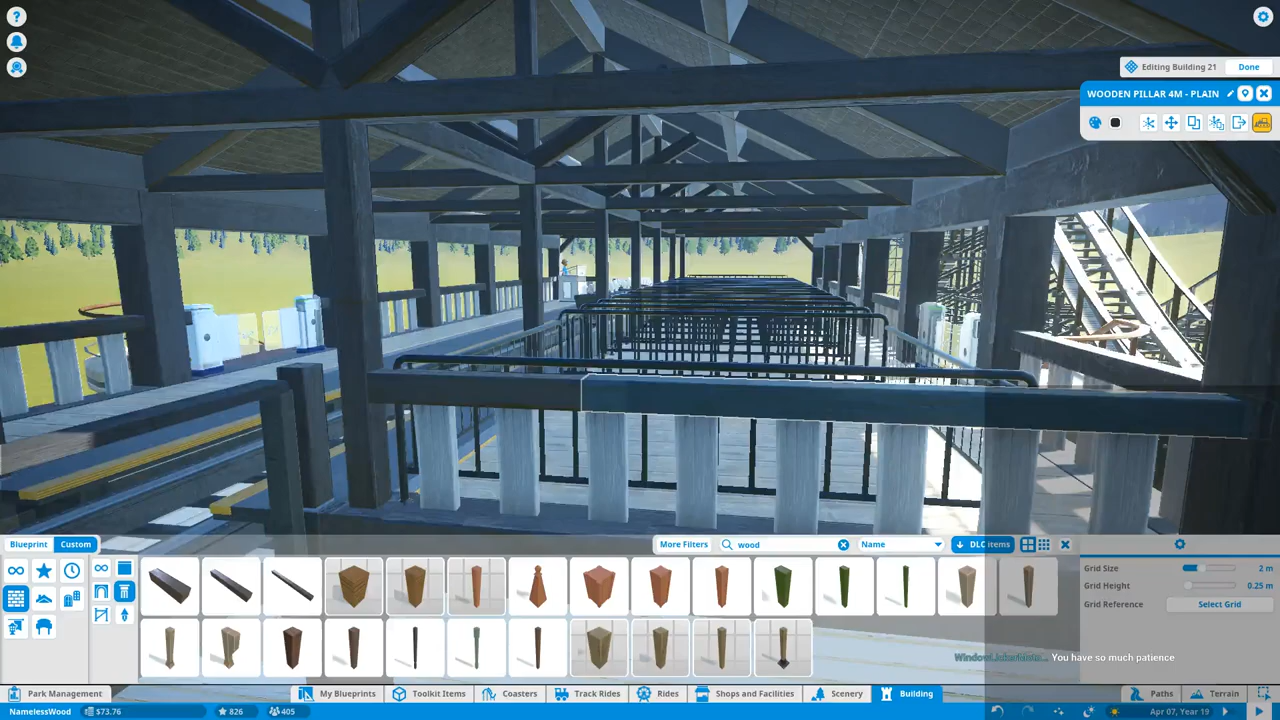 Editing Building 21 Done
WOODEN PILLAR 4M - PLAIN
Blueprint Custom More Filters wood Name DLC items
Grid Size 2 m
Grid Height 0.25 m
Grid Reference Select Grid
You have so much patience
Park Management My Blueprints Toolkit Items Coasters Track Rides Rides Shops and Facilities Scenery Building Paths Terrain
NamelessWood $73.76 826 405 Apr 07, Year 19